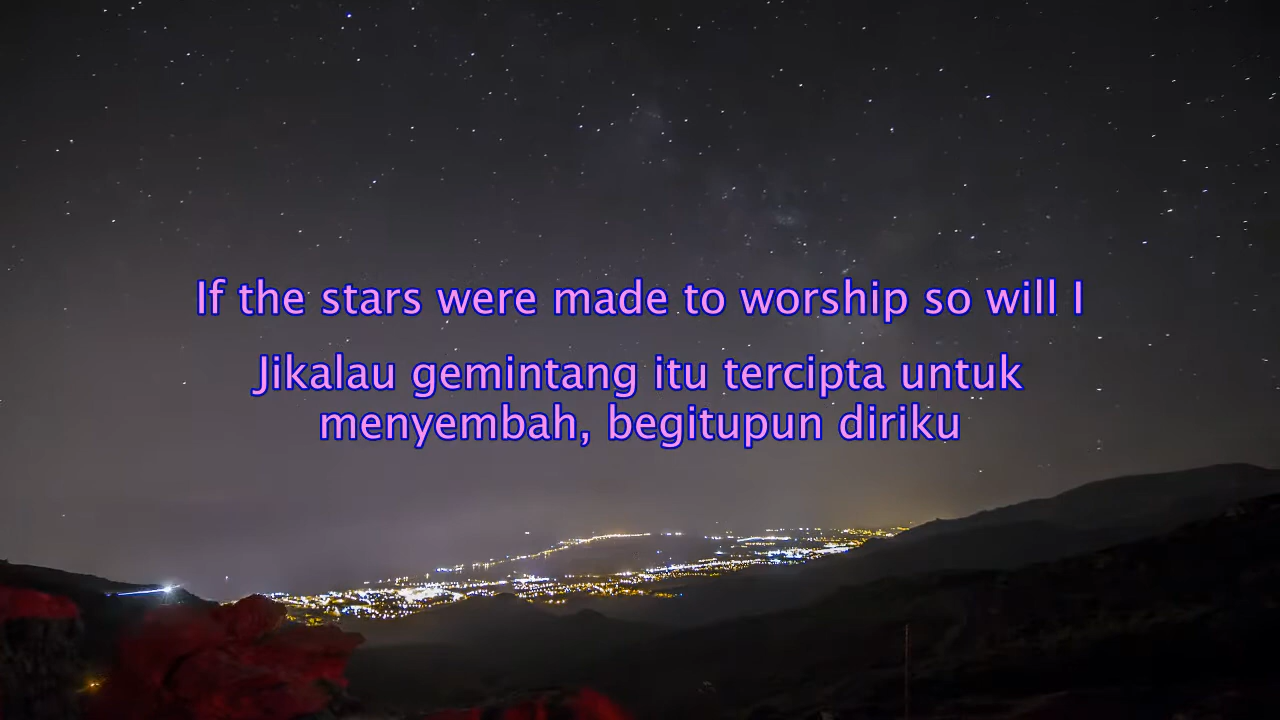 If the stars were made to worship so will I
Jikalau gemintang itu tercipta untuk
menyembah, begitupun diriku